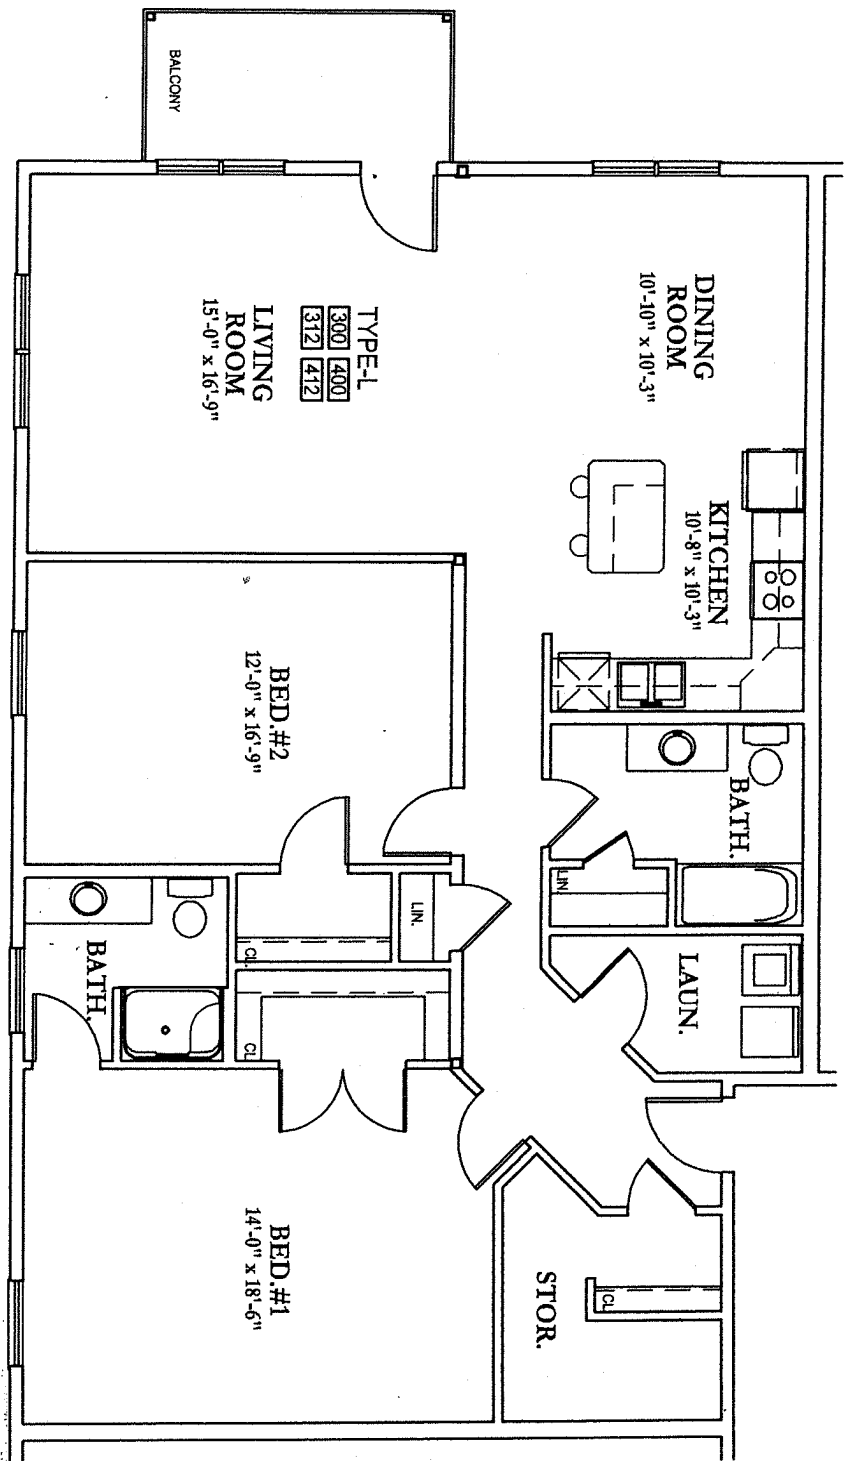 BALCONY
DINING
ROOM
10'-10" x 10'-3"
TYPE-L
300 400
312 412
LIVING
ROOM
15'-0" x 16'-9"
KITCHEN
10'-8" x 10'-3"
BED.#2
12'-0" x 16'-9"
BATH.
LIN.
LIN.
CL.
BATH.
LAUN.
CL.
BED.#1
14'-0" x 18'-6"
STOR.
CL.